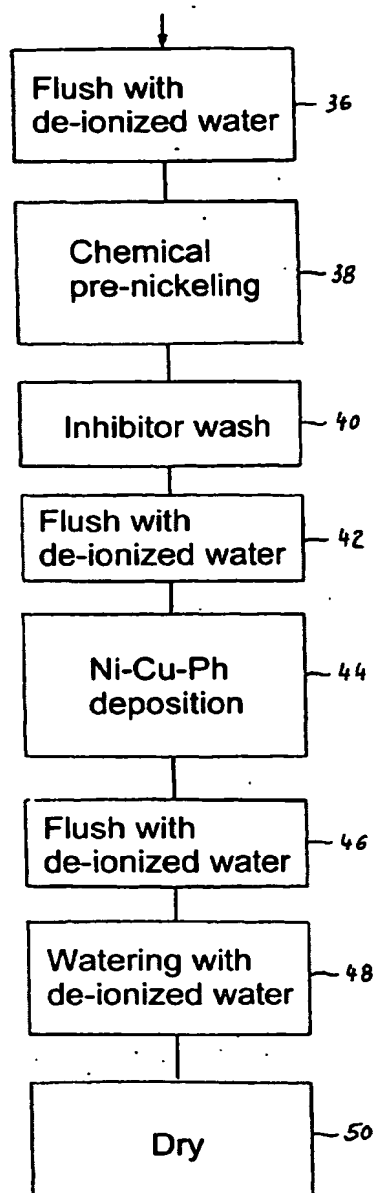 Flush with
de-ionized water
36
Chemical
pre-nickeling
38
Inhibitor wash
40
Flush with
de-ionized water
42
Ni-Cu-Ph
deposition
44
Flush with
de-ionized water
46
Watering with
de-ionized water
48
Dry
50